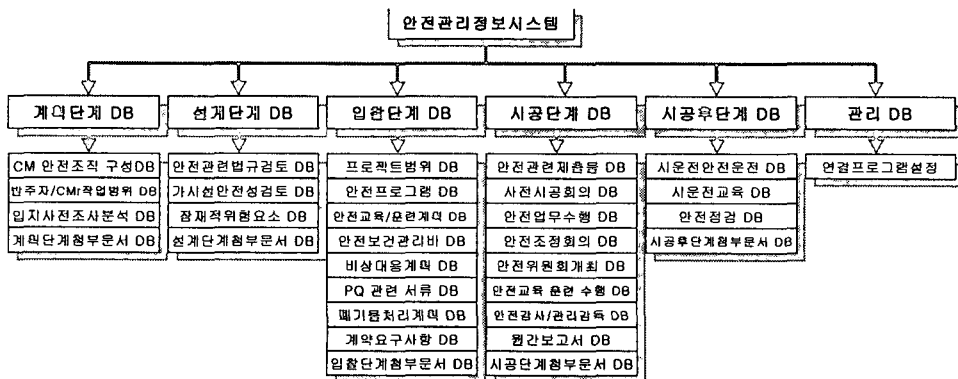 안전관리정보시스템
계획단계 DB
CM 안전조직 구성DB
발주자/CMr작업범위 DB
입지사전조사분석 DB
계획단계첨부문서 DB
설계단계 DB
안전관련법규검토 DB
가시설안전성검토 DB
잠재적위험요소 DB
설계단계첨부문서 DB
입찰단계 DB
프로젝트범위 DB
안전프로그램 DB
안전교육/훈련계획 DB
안전보건관리비 DB
비상대응계획 DB
PQ 관련 서류 DB
폐기물처리계획 DB
계약요구사항 DB
입찰단계첨부문서 DB
시공단계 DB
안전관련제출물 DB
사전시공회의 DB
안전업무수행 DB
안전조정회의 DB
안전위원회개최 DB
안전교육 훈련 수행 DB
안전감사/관리감독 DB
월간보고서 DB
시공단계첨부문서 DB
시공후단계 DB
시운전안전운전 DB
시운전교육 DB
안전점검 DB
시공후단계첨부문서 DB
관리 DB
연결프로그램설정